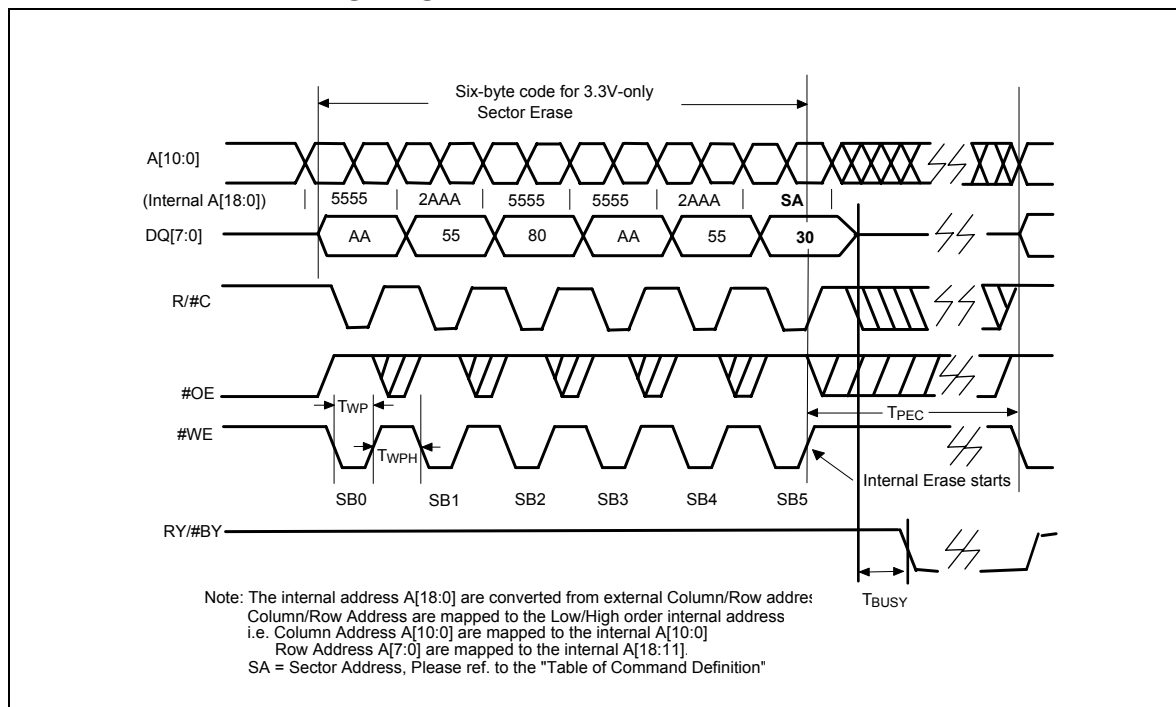 Six-byte code for 3.3V-only
Sector Erase
A[10:0]
(Internal A[18:0])
5555 2AAA 5555 5555 2AAA SA
DQ[7:0]
AA 55 80 AA 55 30
R/#C
#OE
TWP
TPEC
#WE
TWPH
Internal Erase starts
SB0 SB1 SB2 SB3 SB4 SB5
RY/#BY
TBUSY
Note: The internal address A[18:0] are converted from external Column/Row addres
Column/Row Address are mapped to the Low/High order internal address
i.e. Column Address A[10:0] are mapped to the internal A[10:0]
Row Address A[7:0] are mapped to the internal A[18:11].
SA = Sector Address, Please ref. to the "Table of Command Definition"